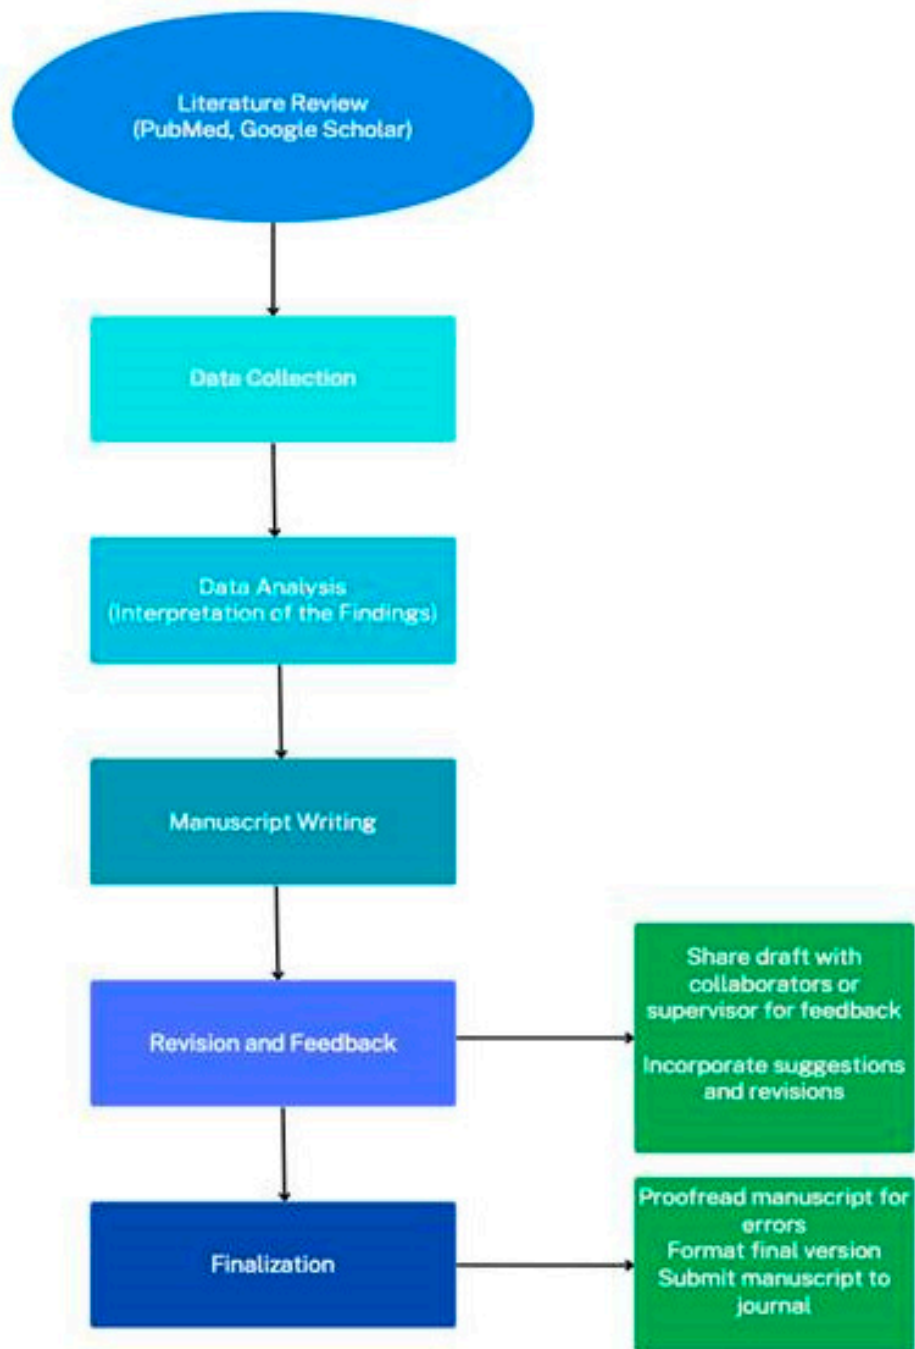 Literature Review
(PubMed, Google Scholar)
Data Collection
Data Analysis
(Interpretation of the Findings)
Manuscript Writing
Revision and Feedback
Share draft with
collaborators or
supervisor for feedback
Incorporate suggestions
and revisions
Finalization
Proofread manuscript for
errors
Format final version
Submit manuscript to
journal